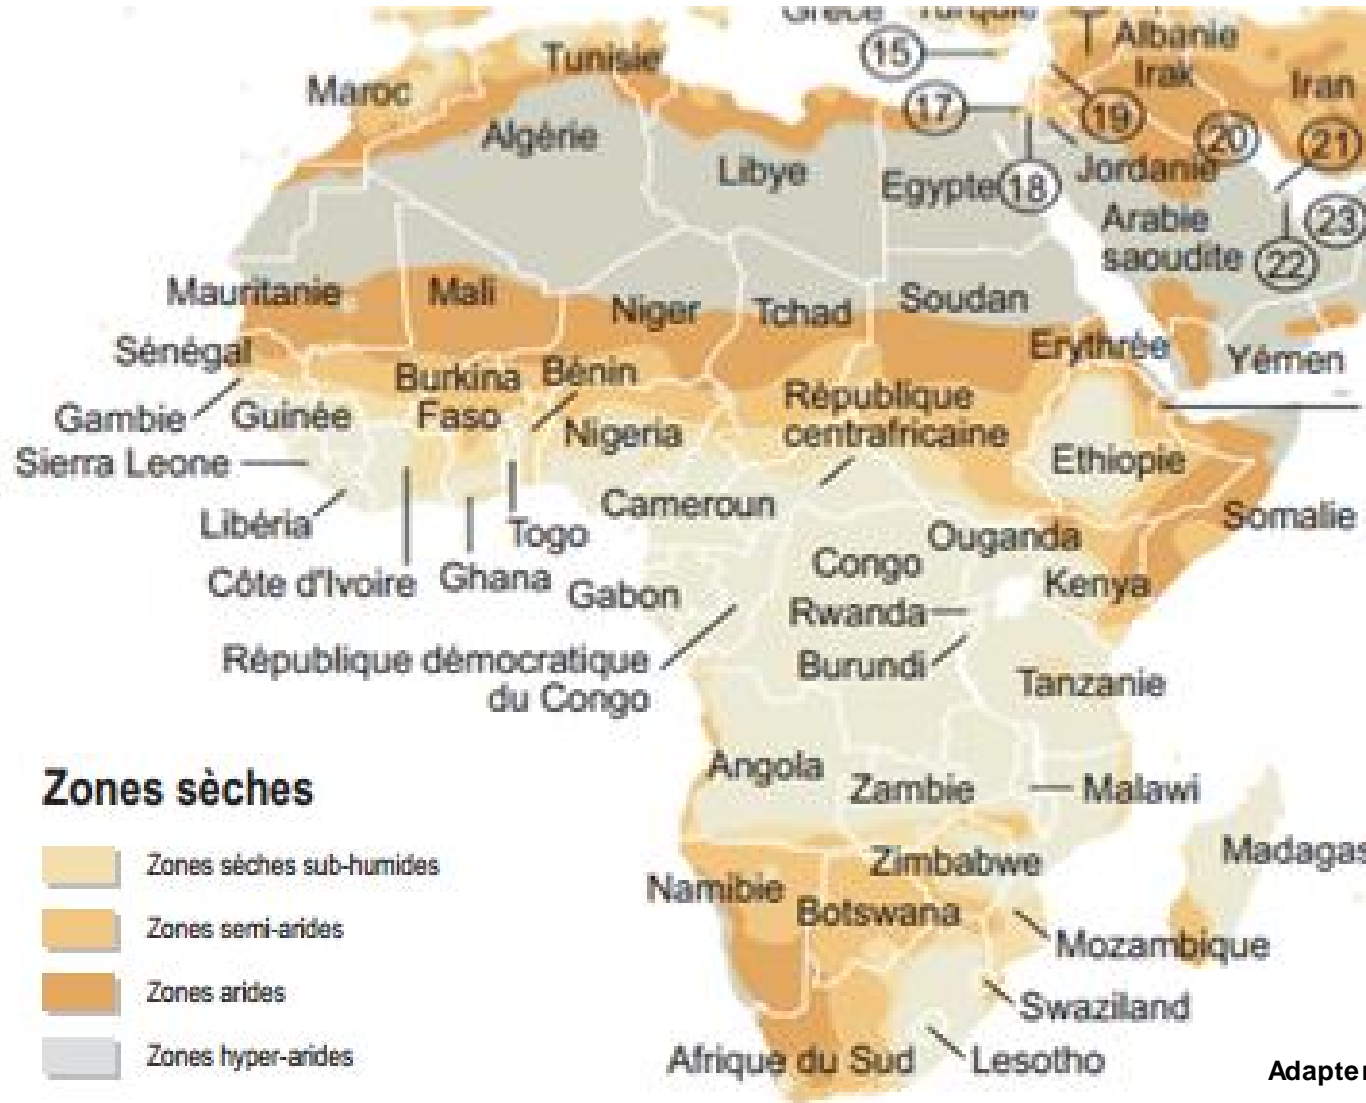 Grèce Turquie
15
Albanie
Tunisie
Irak
Iran
Maroc
17
19
Algérie
20
21
Libye
Jordanie
Egypte
18
Arabie
saoudite
23
22
Mauritanie
Mali
Niger
Tchad
Soudan
Sénégal
Erythrée
Yémen
Burkina
Faso
Bénin
République
centrafricaine
Gambie
Guinée
Nigeria
Sierra Leone
Ethiopie
Cameroun
Libéria
Togo
Somalie
Ouganda
Congo
Côte d'Ivoire
Ghana
Gabon
Kenya
Rwanda
République démocratique
du Congo
Burundi
Tanzanie
Angola
Zambie
Malawi
Zimbabwe
Madagas
Namibie
Botswana
Mozambique
Swaziland
Afrique du Sud
Lesotho
Zones sèches
Zones sèches sub-humides
Zones semi-arides
Zones arides
Zones hyper-arides
Adapter